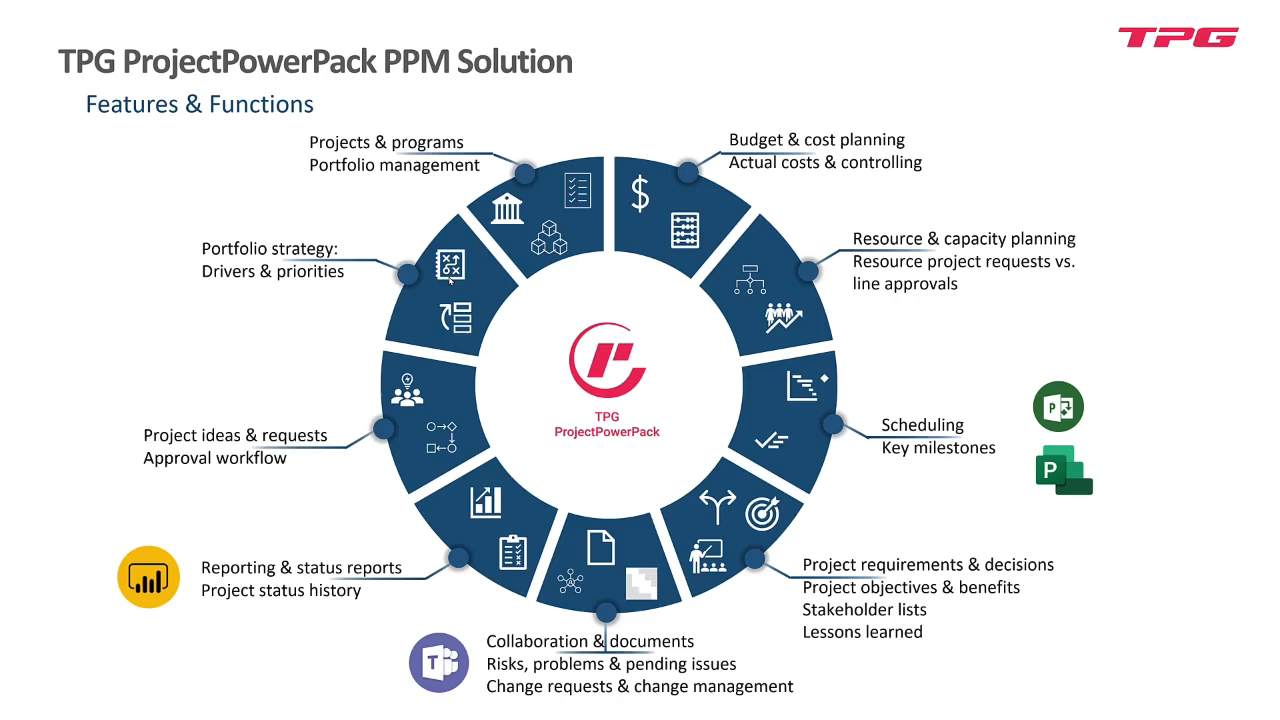 TPG
TPG ProjectPowerPack PPM Solution
Features & Functions
Projects & programs
Portfolio management
Budget & cost planning
Actual costs & controlling
Portfolio strategy:
Drivers & priorities
Resource & capacity planning
Resource project requests vs.
line approvals
TPG
ProjectPowerPack
Project ideas & requests
Approval workflow
Scheduling
Key milestones
P
P
Reporting & status reports
Project status history
Project requirements & decisions
Project objectives & benefits
Stakeholder lists
Lessons learned
T
Collaboration & documents
Risks, problems & pending issues
Change requests & change management